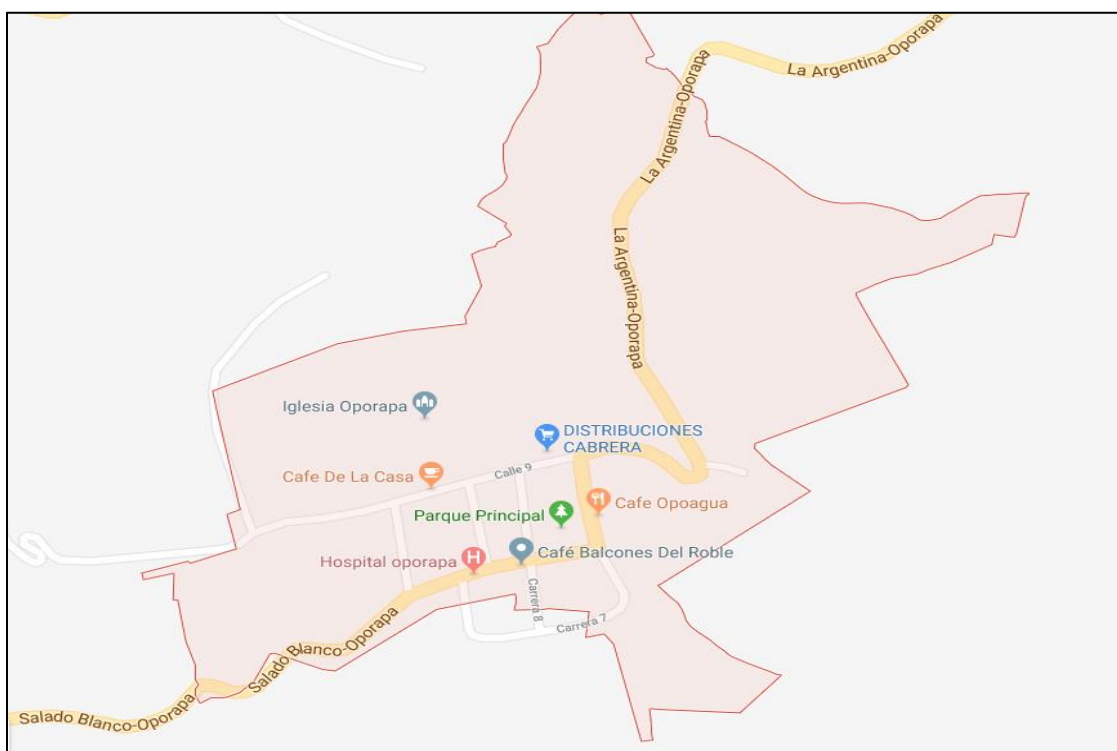 La Argentina-Oporapa
La Argentina-Oporapa
La Argentina-Oporapa
Iglesia Oporapa
DISTRIBUCIONES
CABRERA
Calle 9
Cafe De La Casa
Cafe Opoagua
Parque Principal
Café Balcones Del Roble
Hospital oporapa
Carrera 8
Carrera 7
Salado Blanco-Oporapa
Salado Blanco-Oporapa